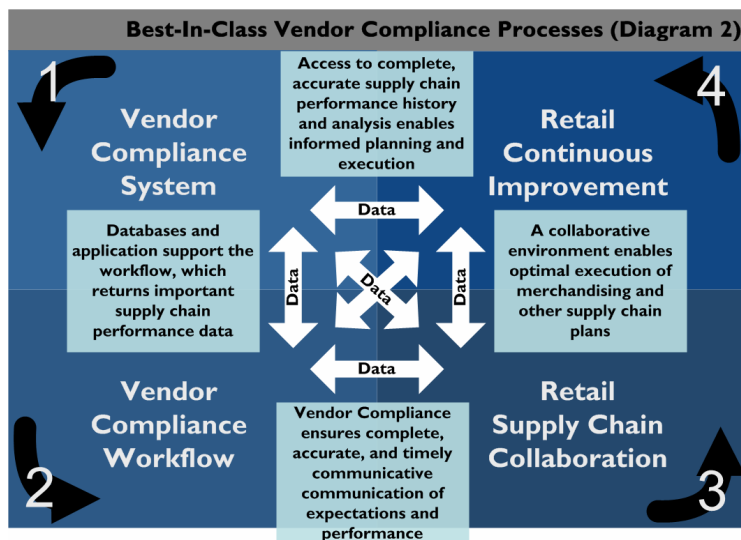 Best-In-Class Vendor Compliance Processes (Diagram 2)
1
Vendor
Compliance
System
Access to complete,
accurate supply chain
performance history
and analysis enables
informed planning and
execution
4
Retail
Continuous
Improvement
Databases and
application support the
workflow, which
returns important
supply chain
performance data
Data
Data
Data
Data
Data
A collaborative
environment enables
optimal execution of
merchandising and
other supply chain
plans
Vendor
Compliance
Workflow
2
Vendor Compliance
ensures complete,
accurate, and timely
communicative
communication of
expectations and
performance
Retail
Supply Chain
Collaboration
3